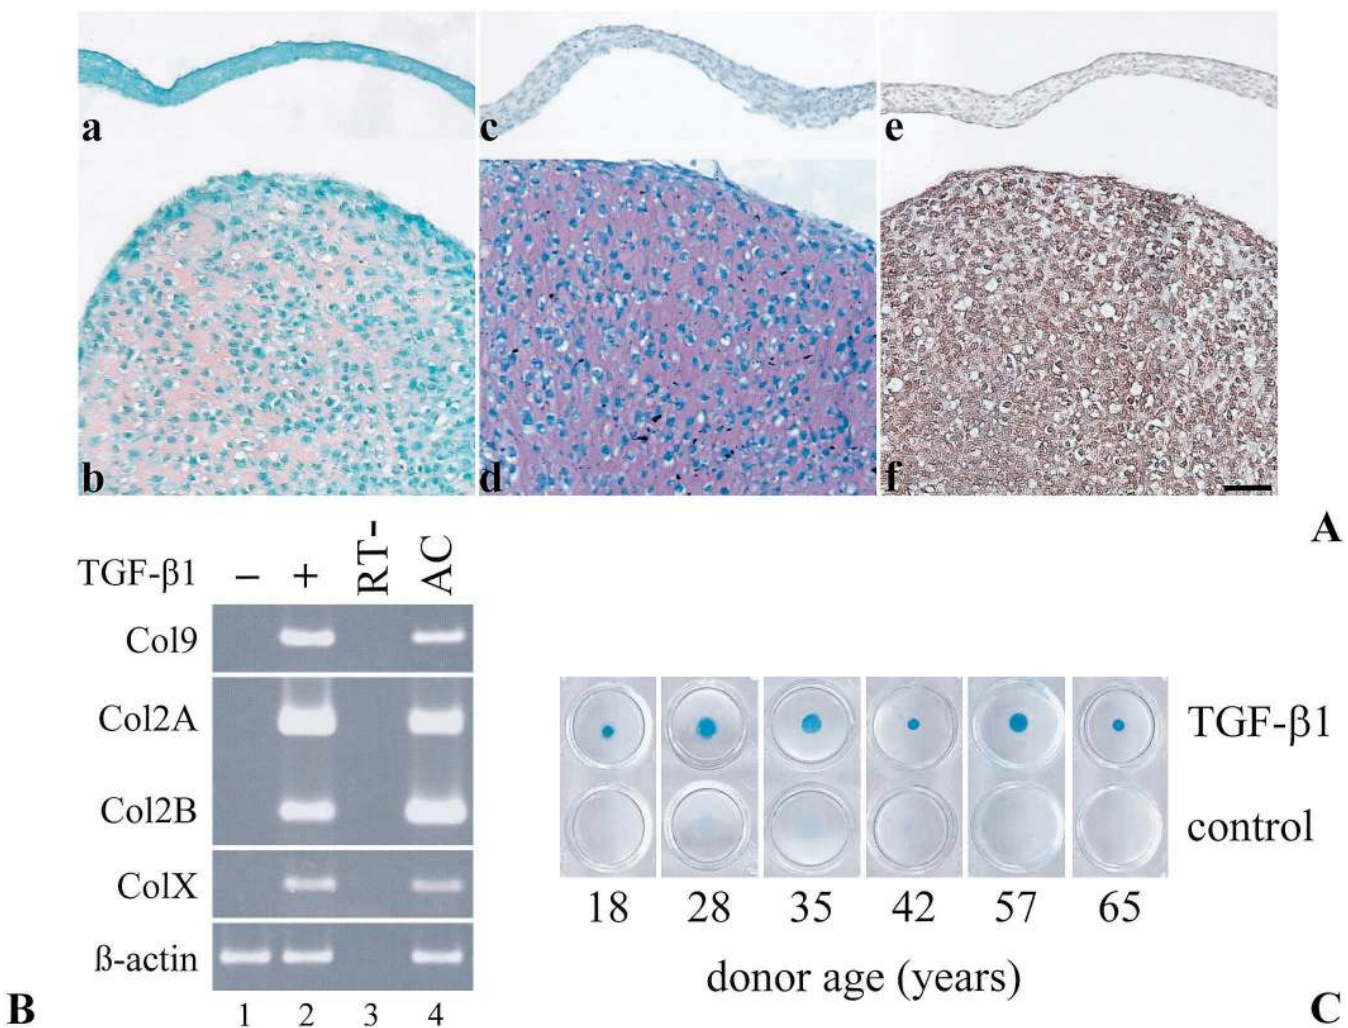 a
c
e
b
d
f
A
TGF-β1 – + RT- AC
Col9
Col2A
Col2B
ColX
ß-actin
1 2 3 4
B
TGF-β1
control
18 28 35 42 57 65
donor age (years)
C